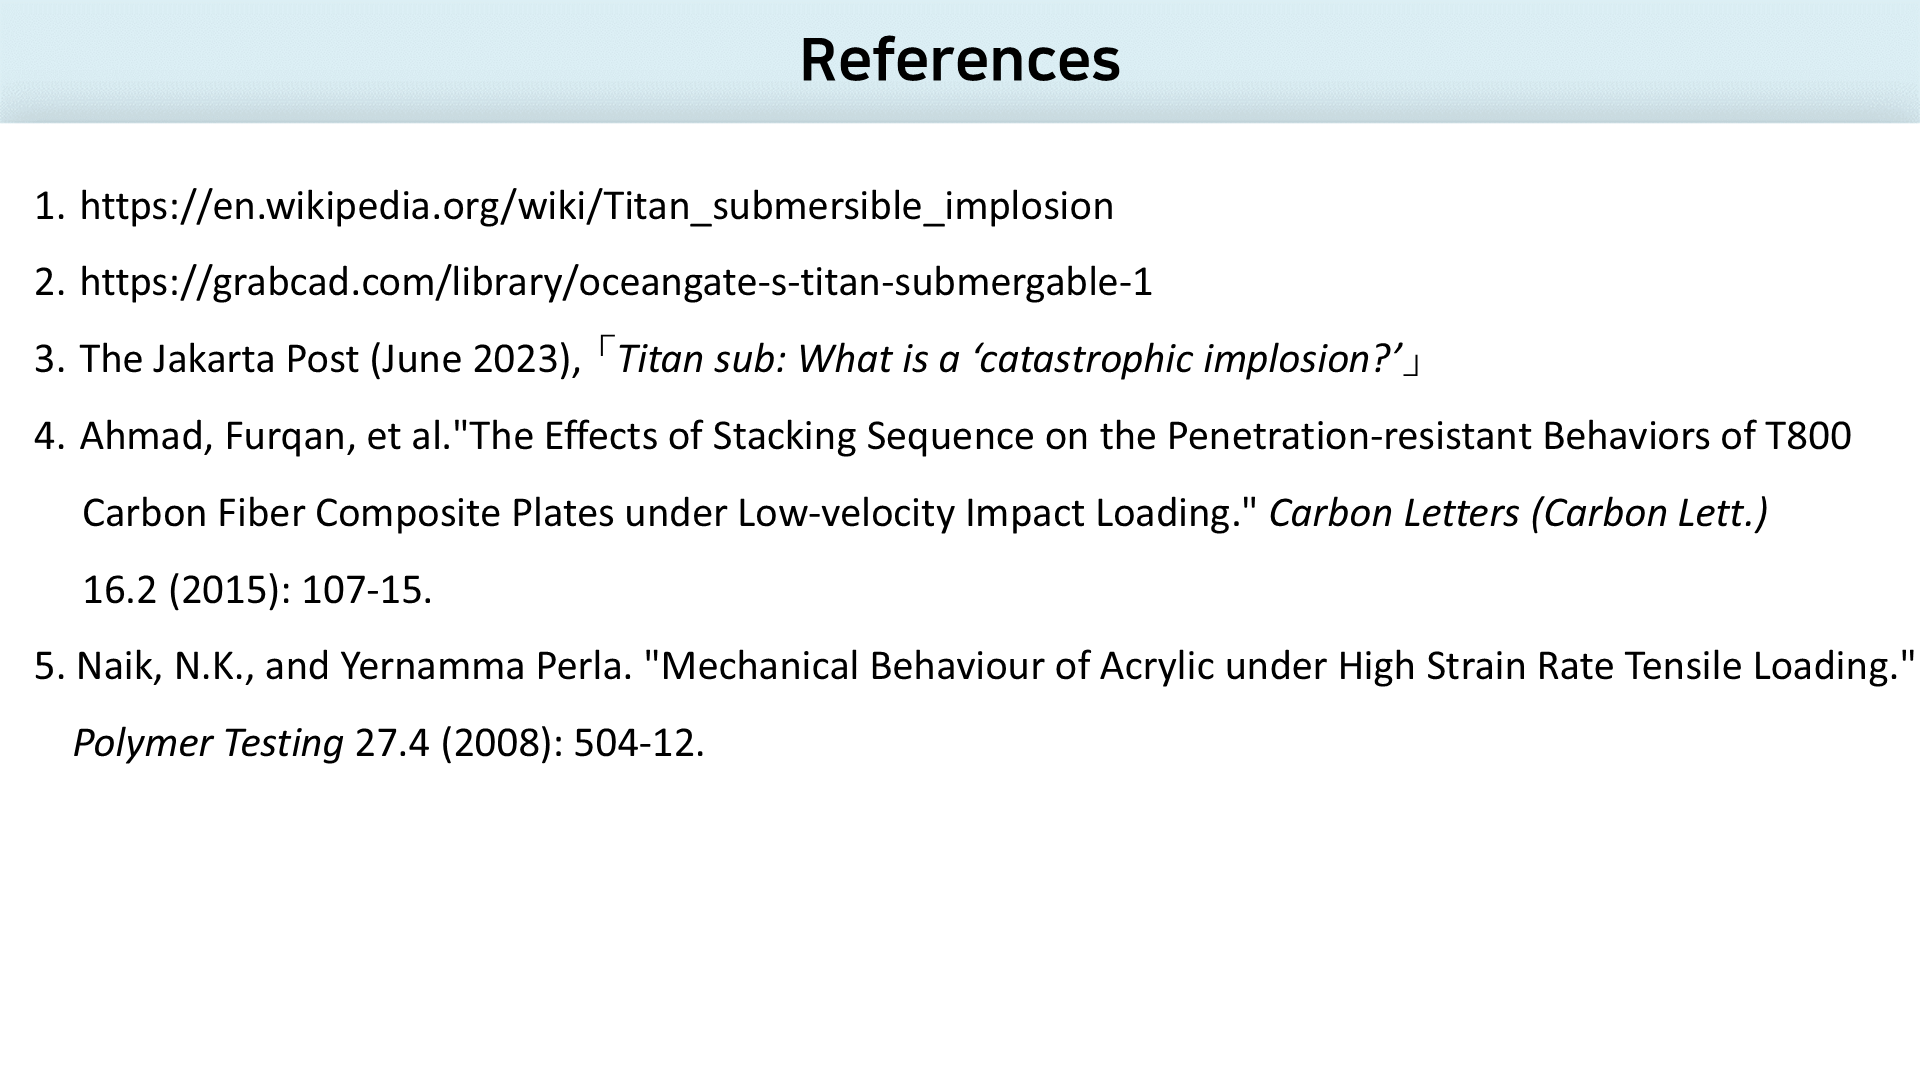 References
1. https://en.wikipedia.org/wiki/Titan_submersible_implosion
2. https://grabcad.com/library/oceangate-s-titan-submergable-1
3. The Jakarta Post (June 2023),「Titan sub: What is a ‘catastrophic implosion?’」
4. Ahmad, Furqan, et al."The Effects of Stacking Sequence on the Penetration-resistant Behaviors of T800
Carbon Fiber Composite Plates under Low-velocity Impact Loading." Carbon Letters (Carbon Lett.)
16.2 (2015): 107-15.
5. Naik, N.K., and Yernamma Perla. "Mechanical Behaviour of Acrylic under High Strain Rate Tensile Loading."
Polymer Testing 27.4 (2008): 504-12.